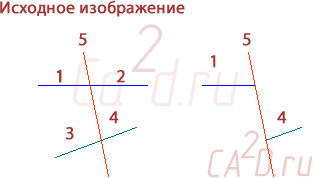 Исходное изображение
5 5
1 2 1
3 4 4
Ca2d.ru
CA2D.ru